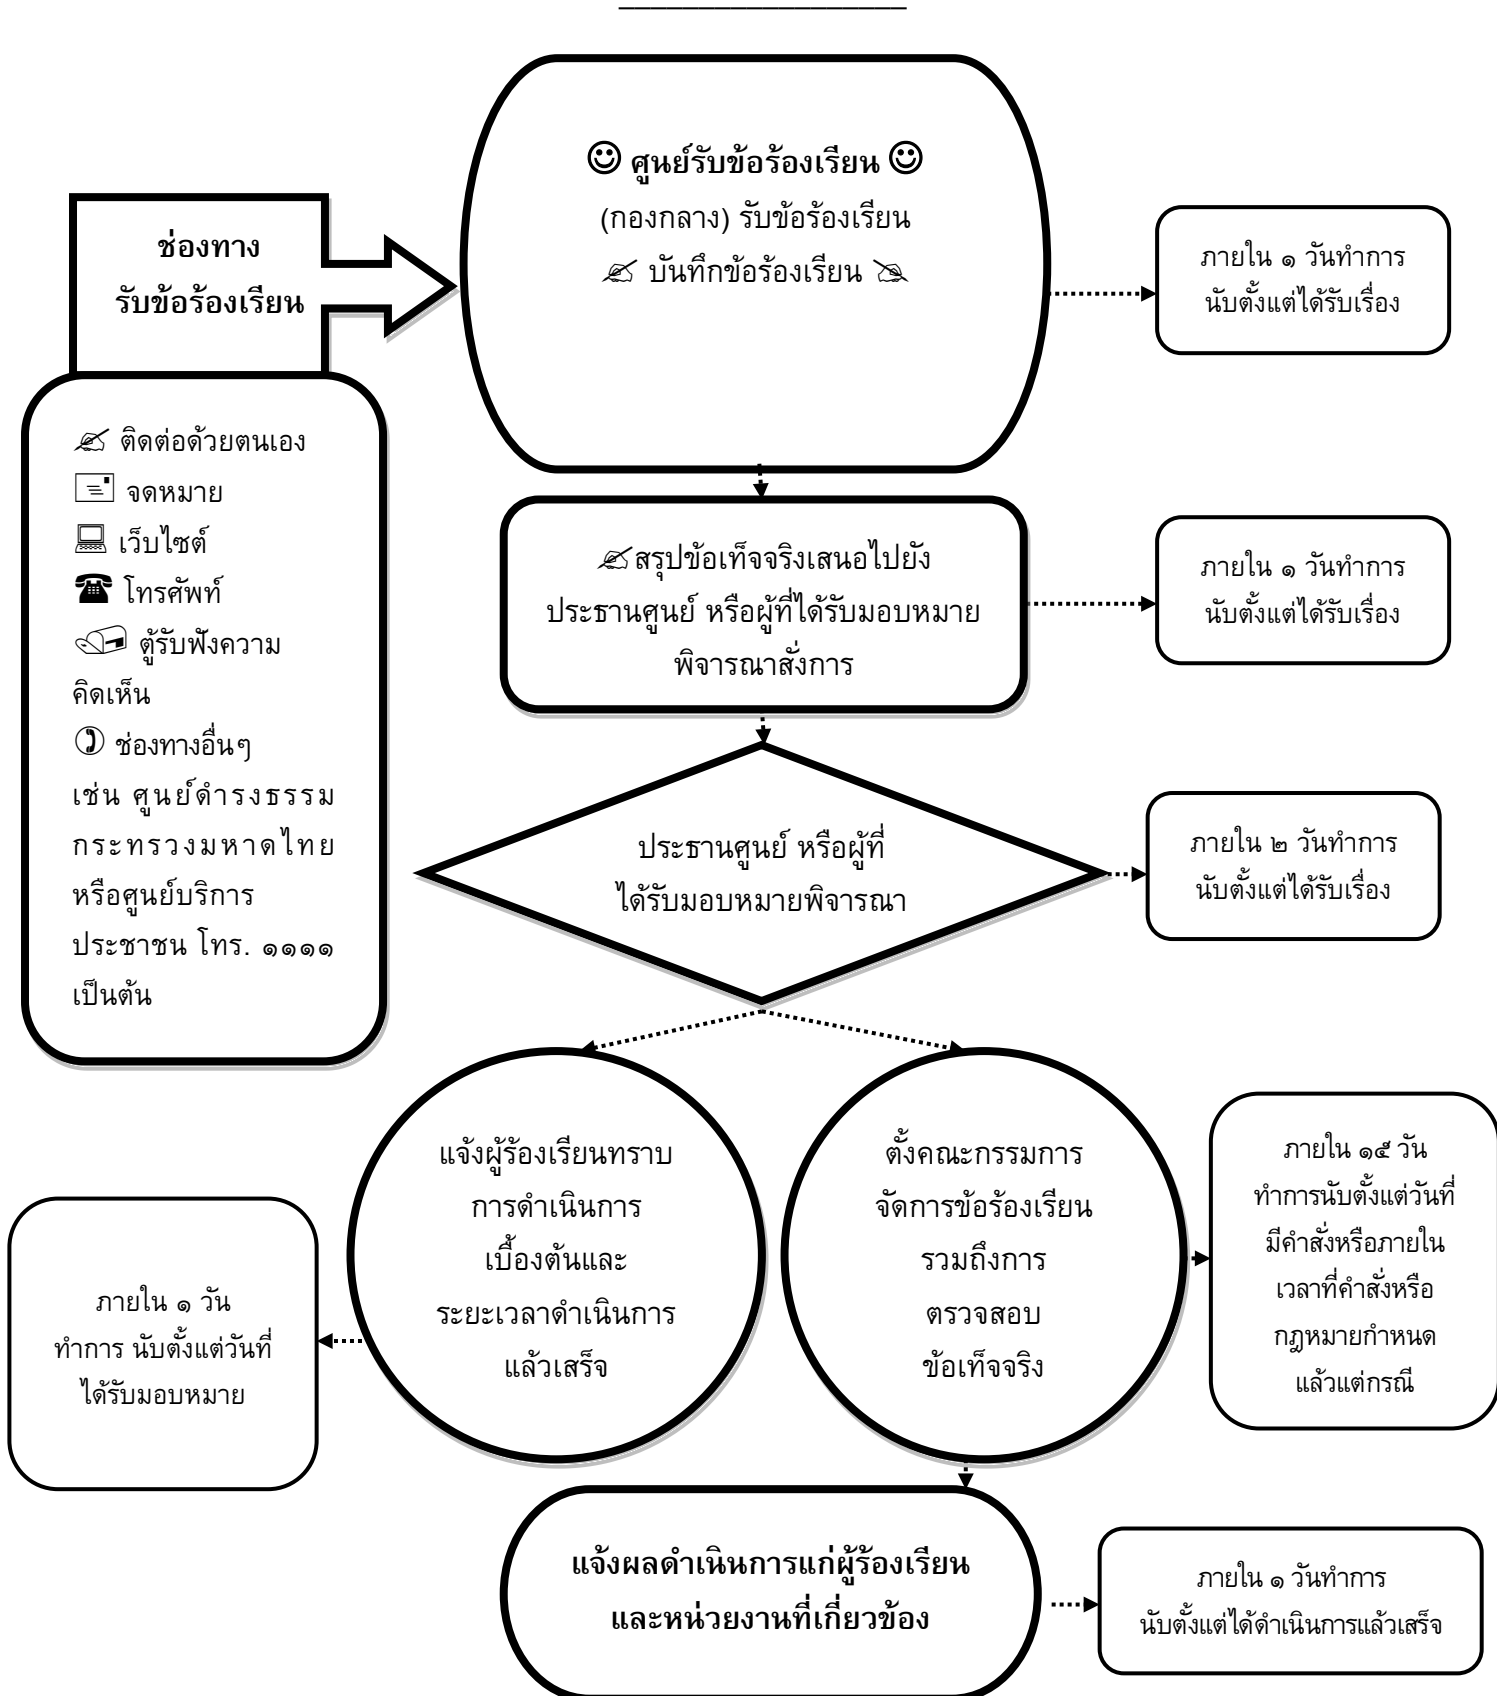 ศูนย์รับข้อร้องเรียน
(กองกลาง) รับข้อร้องเรียน
บันทึกข้อร้องเรียน
ช่องทาง
รับข้อร้องเรียน
ภายใน ๑ วันทำการ
นับตั้งแต่ได้รับเรื่อง
ติดต่อด้วยตนเอง
จดหมาย
เว็บไซต์
โทรศัพท์
ตู้รับฟังความ
คิดเห็น
ช่องทางอื่นๆ
เช่น ศูนย์ดำรงธรรม
กระทรวงมหาดไทย
หรือศูนย์บริการ
ประชาชน โทร. ๑๑๑๑
เป็นต้น
สรุปข้อเท็จจริงเสนอไปยัง
ประธานศูนย์ หรือผู้ที่ได้รับมอบหมาย
พิจารณาสั่งการ
ภายใน ๑ วันทำการ
นับตั้งแต่ได้รับเรื่อง
ประธานศูนย์ หรือผู้ที่
ได้รับมอบหมายพิจารณา
ภายใน ๒ วันทำการ
นับตั้งแต่ได้รับเรื่อง
แจ้งผู้ร้องเรียนทราบ
การดำเนินการ
เบื้องต้นและ
ระยะเวลาดำเนินการ
แล้วเสร็จ
ตั้งคณะกรรมการ
จัดการข้อร้องเรียน
รวมถึงการ
ตรวจสอบ
ข้อเท็จจริง
ภายใน ๑๕ วัน
ทำการนับตั้งแต่วันที่
มีคำสั่งหรือภายใน
เวลาที่คำสั่งหรือ
กฎหมายกำหนด
แล้วแต่กรณี
ภายใน ๑ วัน
ทำการ นับตั้งแต่วันที่
ได้รับมอบหมาย
แจ้งผลดำเนินการแก่ผู้ร้องเรียน
และหน่วยงานที่เกี่ยวข้อง
ภายใน ๑ วันทำการ
นับตั้งแต่ได้ดำเนินการแล้วเสร็จ